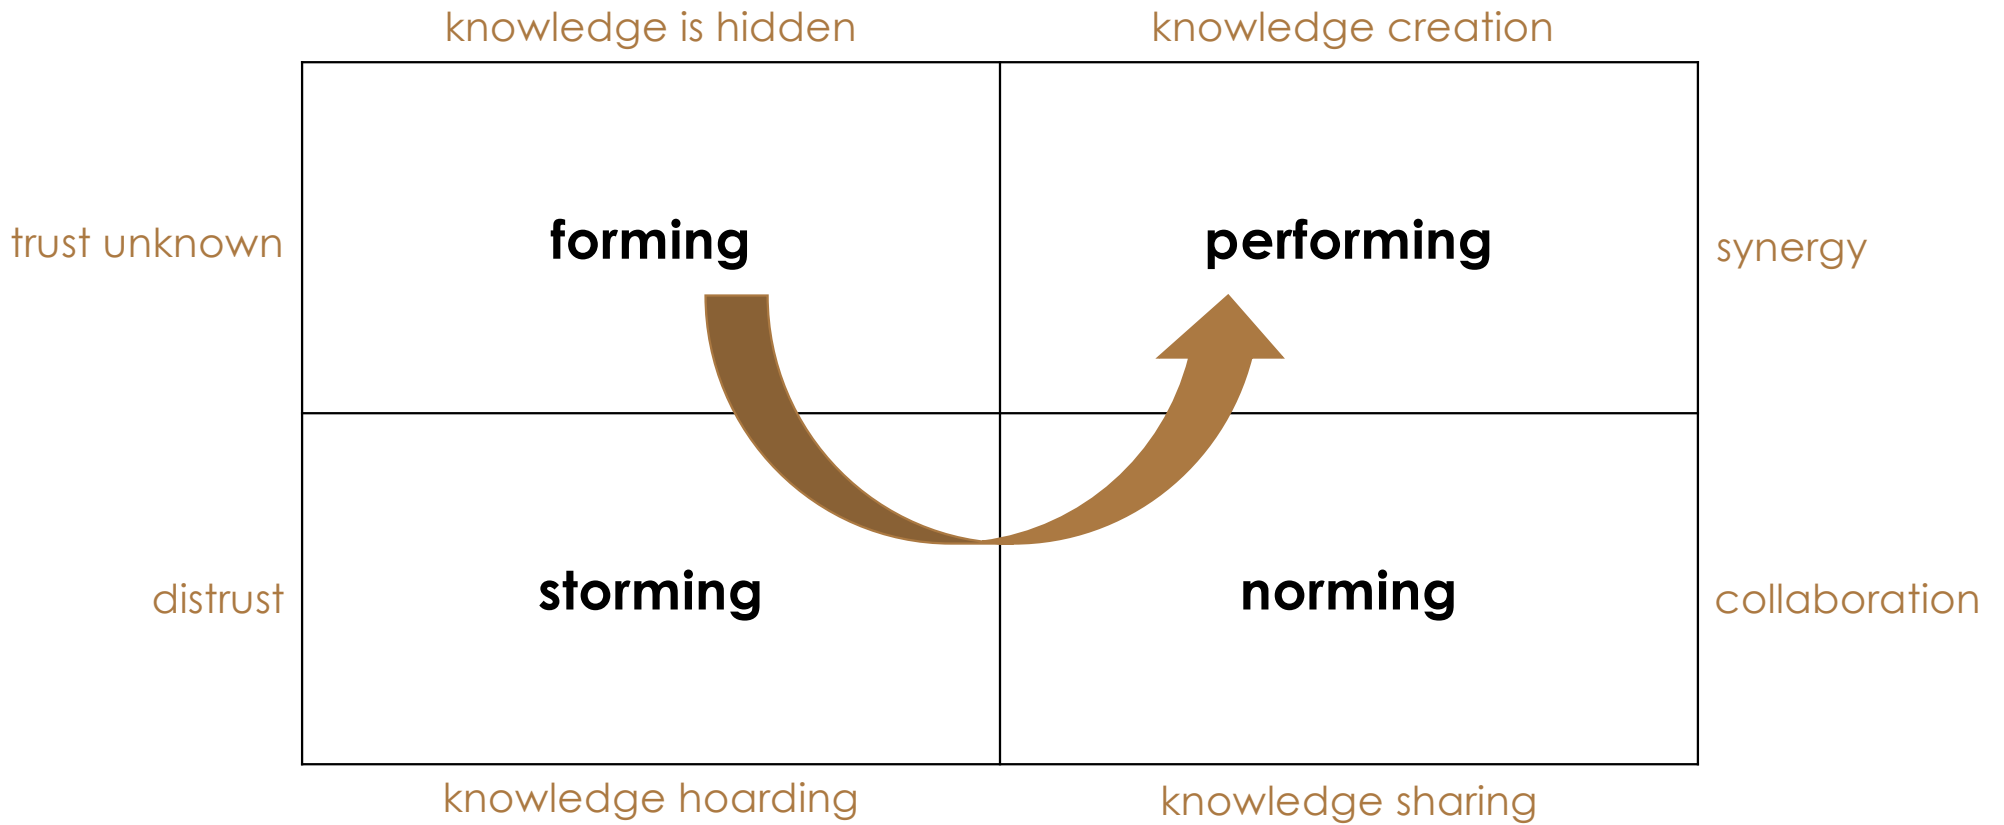 knowledge is hidden
knowledge creation
trust unknown
forming
performing
synergy
distrust
storming
norming
collaboration
knowledge hoarding
knowledge sharing